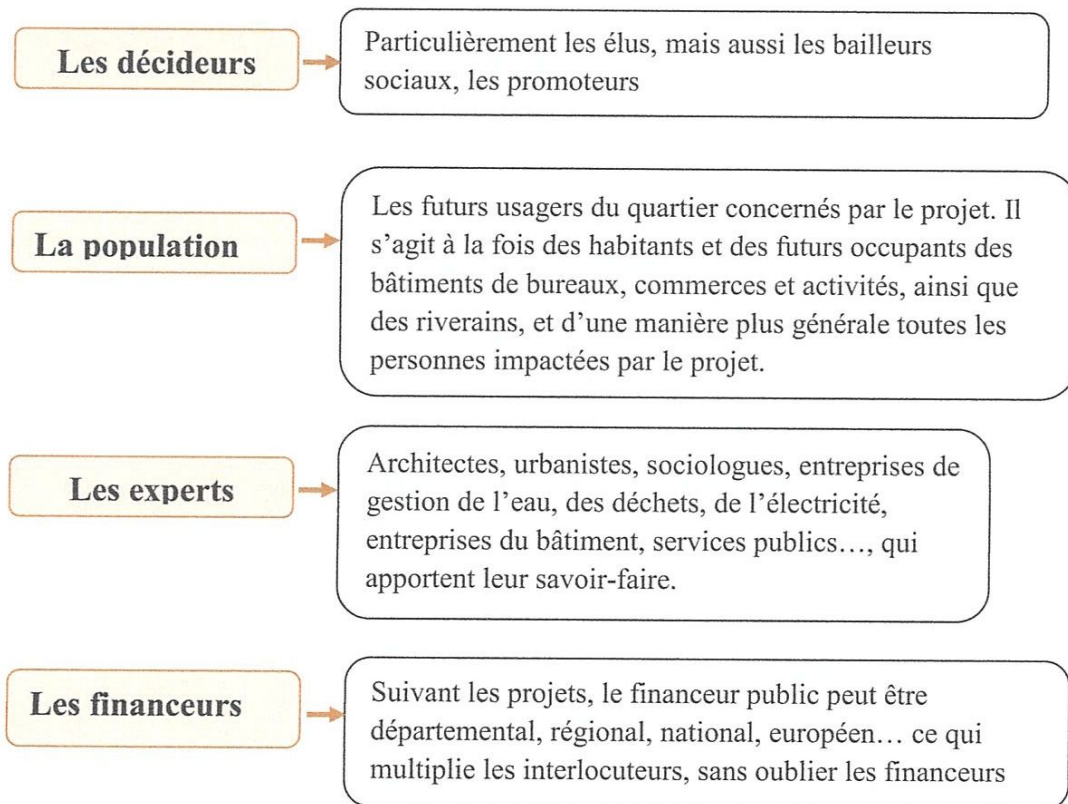 Les décideurs
Particulièrement les élus, mais aussi les bailleurs
sociaux, les promoteurs
La population
Les futurs usagers du quartier concernés par le projet. Il
s’agit à la fois des habitants et des futurs occupants des
bâtiments de bureaux, commerces et activités, ainsi que
des riverains, et d’une manière plus générale toutes les
personnes impactées par le projet.
Les experts
Architectes, urbanistes, sociologues, entreprises de
gestion de l’eau, des déchets, de l’électricité,
entreprises du bâtiment, services publics…, qui
apportent leur savoir-faire.
Les financeurs
Suivant les projets, le financeur public peut être
départemental, régional, national, européen… ce qui
multiplie les interlocuteurs, sans oublier les financeurs